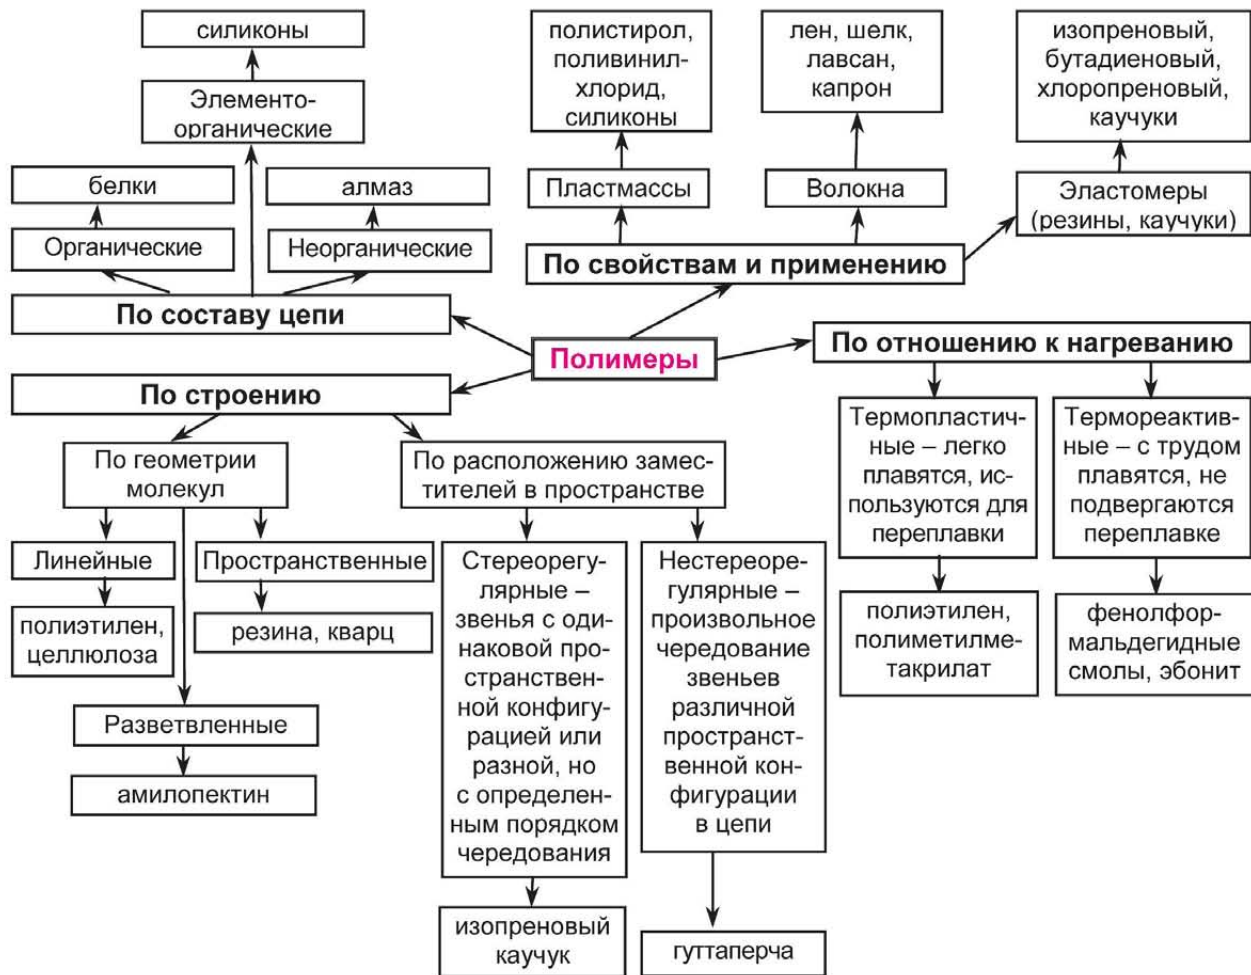 силиконы
Элементо-
органические
белки
алмаз
Органические
Неорганические
По составу цепи
полистирол,
поливинил-
хлорид,
силиконы
лен, шелк,
лавсан,
капрон
изопреновый,
бутадиеновый,
хлоропреновый,
каучуки
Пластмассы
Волокна
Эластомеры
(резины, каучуки)
По свойствам и применению
Полимеры
По отношению к нагреванию
Термопластич-
ные – легко
плавятся, ис-
пользуются для
переплавки
Термореактив-
ные – с трудом
плавятся, не
подвергаются
переплавке
полиэтилен,
полиметилме-
такрилат
фенолфор-
мальдегидные
смолы, эбонит
По строению
По геометрии
молекул
По расположению замес-
тителей в пространстве
Линейные
Пространственные
полиэтилен,
целлюлоза
резина, кварц
Разветвленные
амилопектин
Стереорегу-
лярные –
звенья с оди-
наковой про-
странствен-
ной конфигу-
рацией или
разной, но
с определен-
ным порядком
чередования
Нестереоре-
гулярные –
произвольное
чередование
звеньев
различной
пространст-
венной кон-
фигурации
в цепи
изопреновый
каучук
гуттаперча